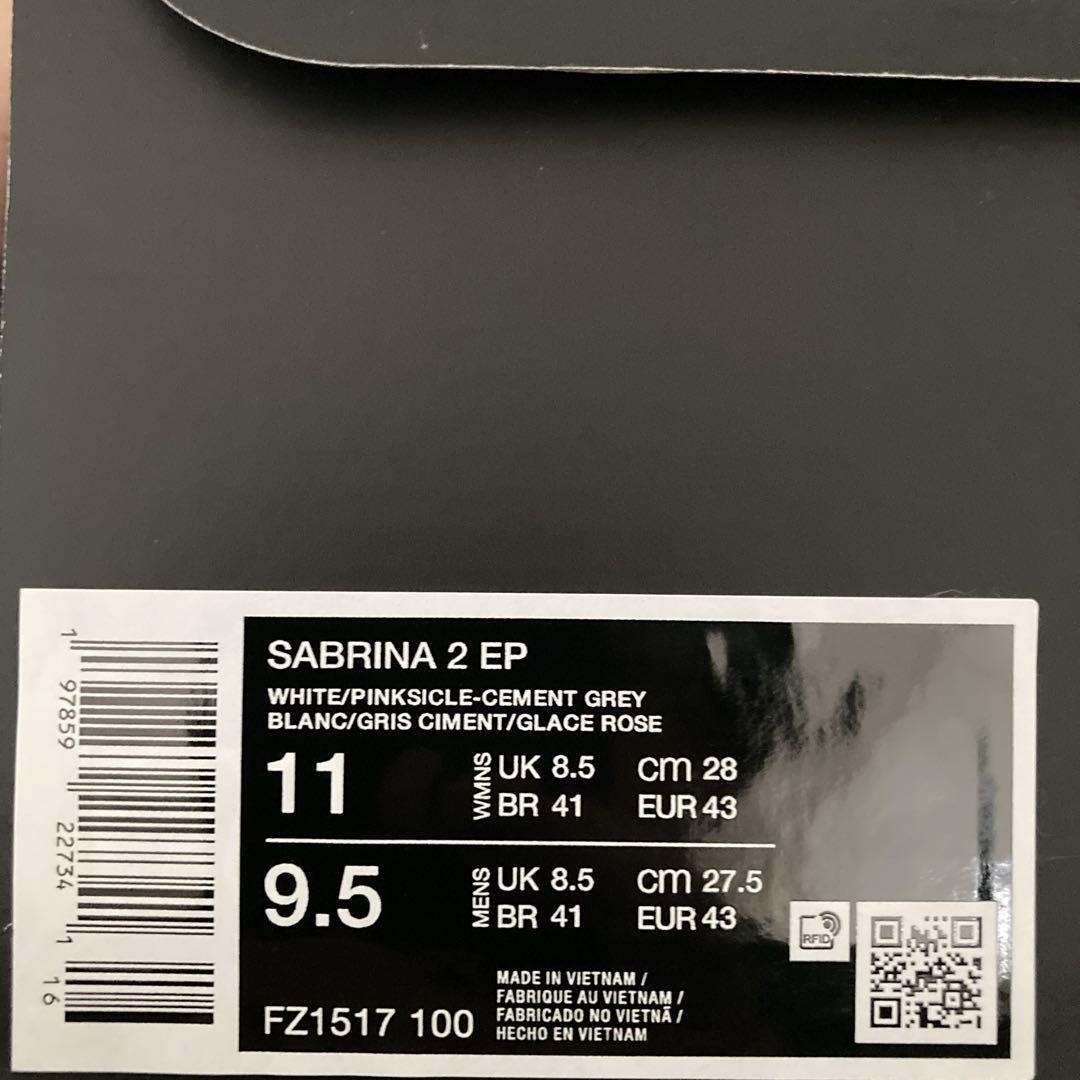 SABRINA 2 EP
WHITE/PINKSICLE-CEMENT GREY
BLANC/GRIS CIMENT/GLACE ROSE
11 WMNS UK 8.5 cm 28
BR 41 EUR 43
9.5 MENS UK 8.5 cm 27.5
BR 41 EUR 43
RFID
MADE IN VIETNAM /
FABRIQUE AU VIETNAM /
FABRICADO NO VIETNÃ /
HECHO EN VIETNAM
FZ1517 100
1 97859 22734 1 16